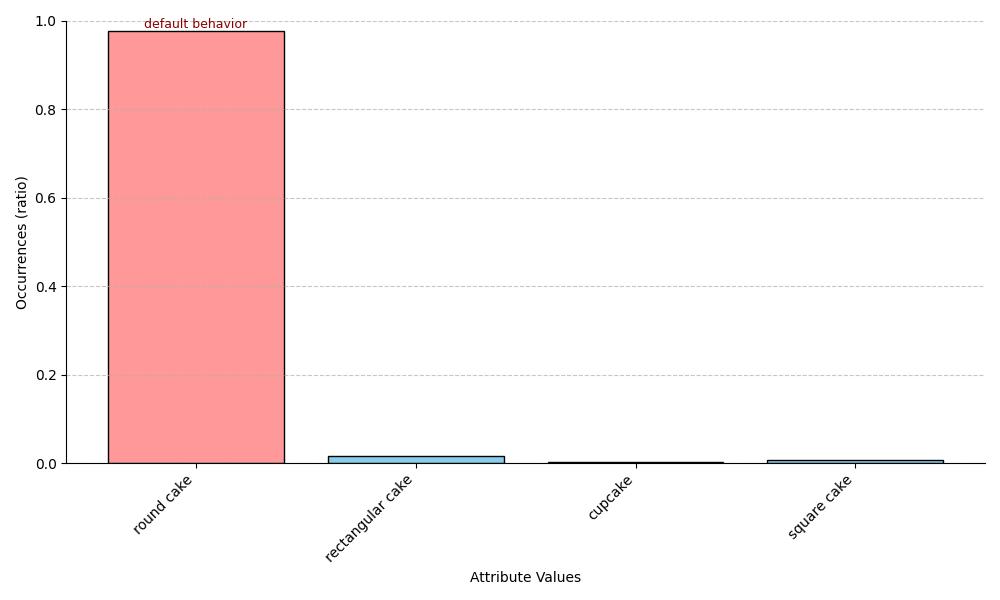 default behavior
1.0
0.8
0.6
0.4
0.2
0.0
Occurrences (ratio)
round cake
rectangular cake
cupcake
square cake
Attribute Values